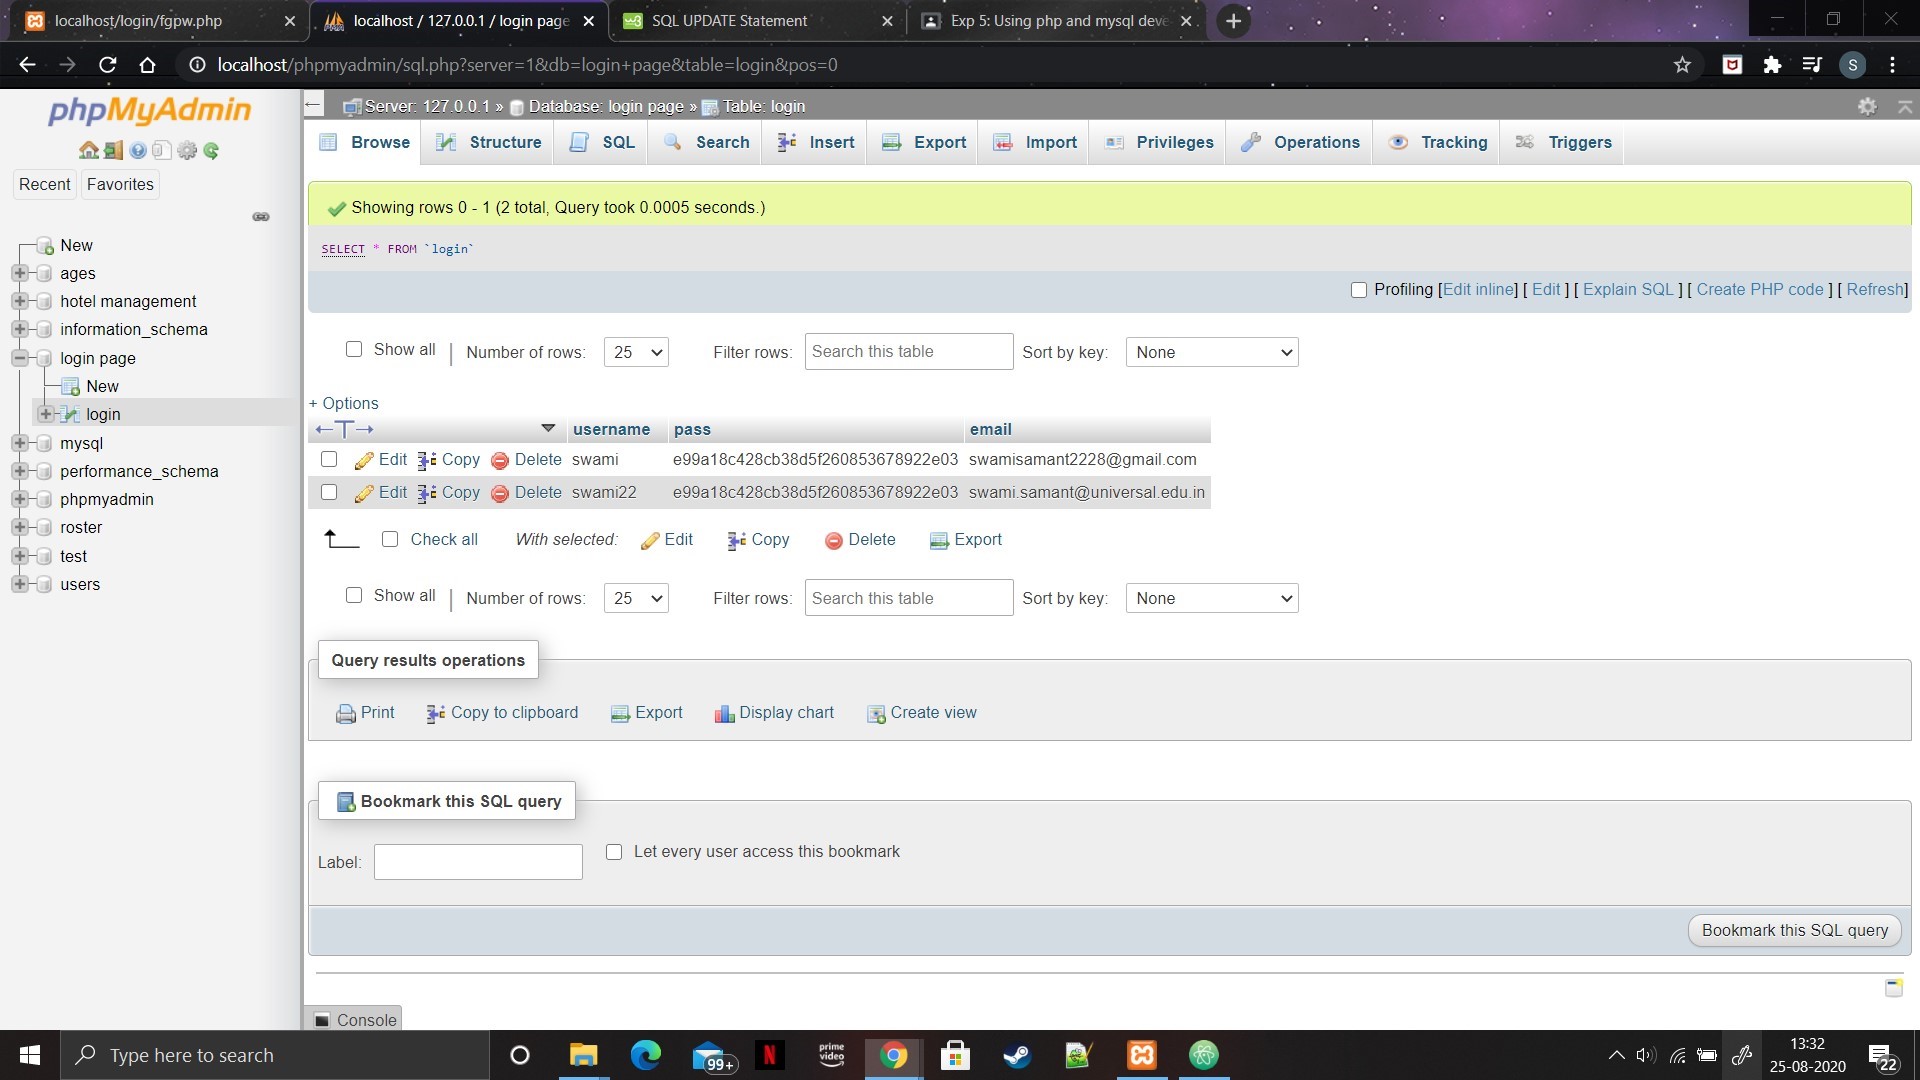 localhost/login/fgpw.php
localhost / 127.0.0.1 / login page
SQL UPDATE Statement
Exp 5: Using php and mysql deve
localhost/phpmyadmin/sql.php?server=1&db=login+page&table=login&pos=0
S
phpMyAdmin
Recent Favorites
New
ages
hotel management
information_schema
login page
New
login
mysql
performance_schema
phpmyadmin
roster
test
users
Server: 127.0.0.1 » Database: login page » Table: login
Browse Structure SQL Search Insert Export Import Privileges Operations Tracking Triggers
Showing rows 0 - 1 (2 total, Query took 0.0005 seconds.)
SELECT * FROM `login`
Profiling [Edit inline] [ Edit ] [ Explain SQL ] [ Create PHP code ] [ Refresh]
Show all | Number of rows: 25 Filter rows: Search this table Sort by key: None
+ Options
←T→ username pass email
Edit Copy Delete swami e99a18c428cb38d5f260853678922e03 swamisamant2228@gmail.com
Edit Copy Delete swami22 e99a18c428cb38d5f260853678922e03 swami.samant@universal.edu.in
Check all With selected: Edit Copy Delete Export
Show all | Number of rows: 25 Filter rows: Search this table Sort by key: None
Query results operations
Print Copy to clipboard Export Display chart Create view
Bookmark this SQL query
Label: Let every user access this bookmark
Bookmark this SQL query
Console
Type here to search
99+
N
prime
video
13:32
25-08-2020
22